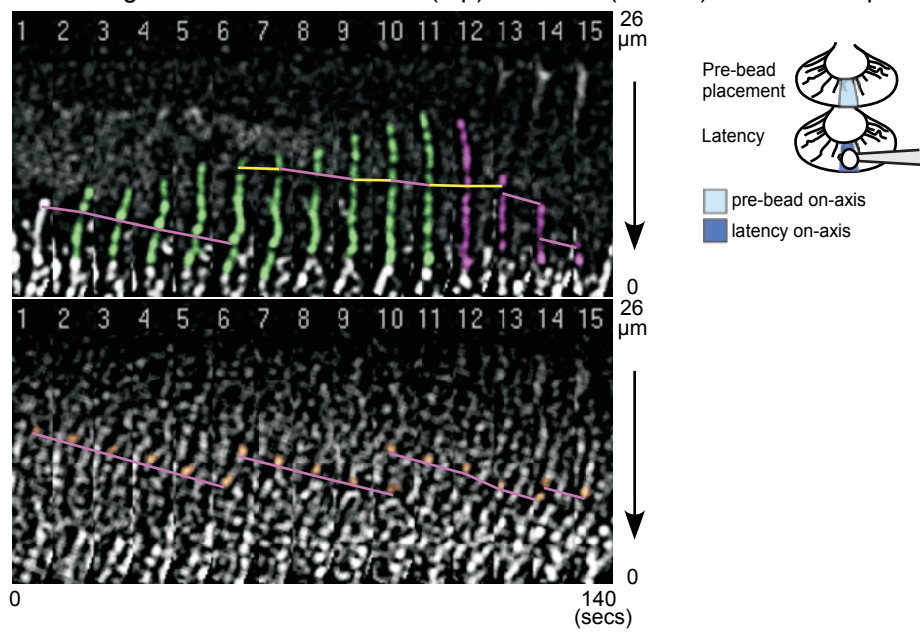 1 2 3 4 5 6 7 8 9 10 11 12 13 14 15
26
µm
0
Pre-bead
placement
Latency
pre-bead on-axis
latency on-axis
1 2 3 4 5 6 7 8 9 10 11 12 13 14 15
26
µm
0
0
140
(secs)